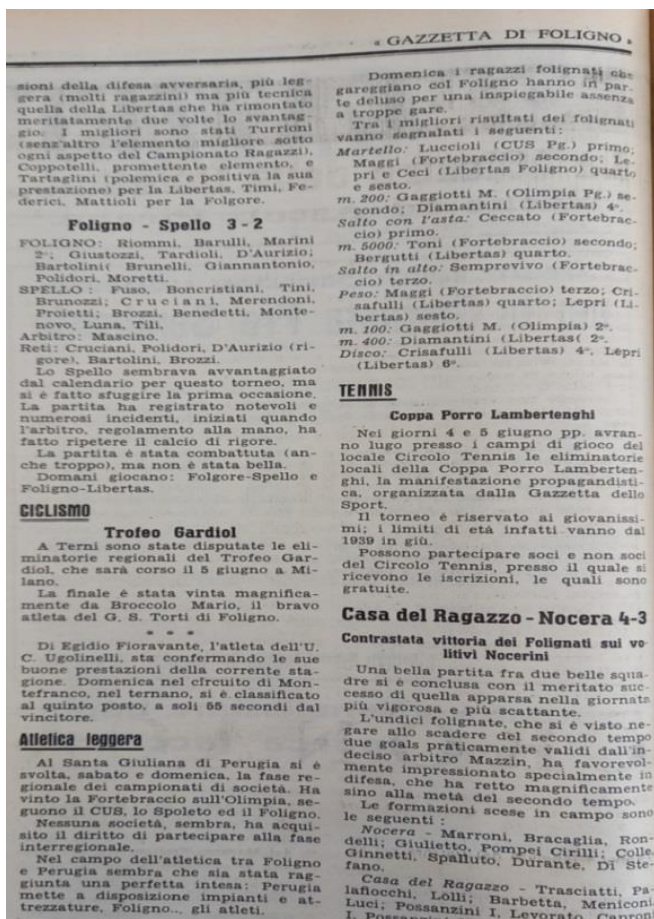 « GAZZETTA DI FOLIGNO »
sioni della difesa avversaria, più leg-
gera (molti ragazzini) ma più tecnica
quella della Libertas che ha rimontato
meritatamente due volte lo svantag-
gio. I migliori sono stati Turrioni
(senz'altro l'elemento migliore sotto
ogni aspetto del Campionato Ragazzi),
Coppotelli, promettente elemento, e
Tartaglini (polemica e positiva la sua
prestazione) per la Libertas, Timi, Fe-
derici, Mattioli per la Folgore.
Foligno - Spello 3-2
FOLIGNO: Riommi, Barulli, Marini
2°; Giustozzi, Tardioli, D'Aurizio;
Bartolini( Brunelli, Giannantonio,
Polidori, Moretti.
SPELLO: Fuso, Boncristiani, Tini,
Brunozzi; Cruciani, Merendoni,
Proietti; Brozzi, Benedetti, Monte-
novo, Luna, Tili.
Arbitro: Mascino.
Reti: Cruciani, Polidori, D'Aurizio (ri-
gore), Bartolini, Brozzi.
Lo Spello sembrava avvantaggiato
dal calendario per questo torneo, ma
si è fatto sfuggire la prima occasione.
La partita ha registrato notevoli e
numerosi incidenti, iniziati quando
l'arbitro, regolamento alla mano, ha
fatto ripetere il calcio di rigore.
La partita è stata combattuta (an-
che troppo), ma non è stata bella.
Domani giocano: Folgore-Spello e
Foligno-Libertas.
CICLISMO
Trofeo Gardiol
A Terni sono state disputate le eli-
minatorie regionali del Trofeo Gar-
diol, che sarà corso il 5 giugno a Mi-
lano.
La finale è stata vinta magnifica-
mente da Broccolo Mario, il bravo
atleta del G. S. Torti di Foligno.
* * *
Di Egidio Fioravante, l'atleta dell'U.
C. Ugolinelli, sta confermando le sue
buone prestazioni della corrente sta-
gione. Domenica nel circuito di Mon-
tefranco, nel ternano, si è classificato
al quinto posto, a soli 55 secondi dal
vincitore.
Atletica leggera
Al Santa Giuliana di Perugia si è
svolta, sabato e domenica, la fase re-
gionale dei campionati di società. Ha
vinto la Fortebraccio sull'Olimpia, se-
guono il CUS, lo Spoleto ed il Foligno.
Nessuna società, sembra, ha acqui-
sito il diritto di partecipare alla fase
interregionale.
Nel campo dell'atletica tra Foligno
e Perugia sembra che sia stata rag-
giunta una perfetta intesa: Perugia
mette a disposizione impianti e at-
trezzature, Foligno... gli atleti.
Domenica i ragazzi folignati che
gareggiano col Foligno hanno in par-
te deluso per una inspiegabile assenza
a troppe gare.
Tra i migliori risultati dei folignati
vanno segnalati i seguenti:
Martello: Luccioli (CUS Pg.) primo;
Maggi (Fortebraccio) secondo; Le-
pri e Ceci (Libertas Foligno) quarto
e sesto.
m. 200: Gaggiotti M. (Olimpia Pg.) se-
condo; Diamantini (Libertas) 4°.
Salto con l'asta: Ceccato (Fortebrac-
cio) primo.
m. 5000: Toni (Fortebraccio) secondo;
Bergutti (Libertas) quarto.
Salto in alto: Semprevivo (Fortebrac-
cio) terzo.
Peso: Maggi (Fortebraccio) terzo; Cri-
safulli (Libertas) quarto; Lepri (Li-
bertas) sesto.
m. 100: Gaggiotti M. (Olimpia) 2°.
m. 400: Diamantini (Libertas( 2°.
Disco: Crisafulli (Libertas) 4°, Lepri
(Libertas) 6°.
TENNIS
Coppa Porro Lambertenghi
Nei giorni 4 e 5 giugno pp. avran-
no lugo presso i campi di gioco del
locale Circolo Tennis le eliminatorie
locali della Coppa Porro Lamberten-
ghi, la manifestazione propagandisti-
ca, organizzata dalla Gazzetta dello
Sport.
Il torneo è riservato ai giovanissi-
mi; i limiti di età infatti vanno dal
1939 in giù.
Possono partecipare soci e non soci
del Circolo Tennis, presso il quale si
ricevono le iscrizioni, le quali sono
gratuite.
Casa del Ragazzo - Nocera 4-3
Contrastata vittoria dei Folignati sui vo
litivi Nocerini
Una bella partita fra due belle squa-
dre si è conclusa con il meritato suc-
cesso di quella apparsa nella giornata
più vigorosa e più scattante.
L'undici folignate, che si è visto ne-
gare allo scadere del secondo tempo
due goals praticamente validi dall'in-
deciso arbitro Mazzin, ha favorevol-
mente impressionato specialmente in
difesa, che ha retto magnificamente
sino alla metà del secondo tempo.
Le formazioni scese in campo sono
le seguenti:
Nocera - Marroni, Bracaglia, Ron-
delli; Giulietto, Pompei Cirilli; Colle,
Ginnetti, Spalluto, Durante, Di Ste-
fano.
Casa del Ragazzo - Trasciatti, Pa-
lafiocchi, Lolli; Barbetta, Meniconi
Luci; Possanzini I, Levorato, Carron